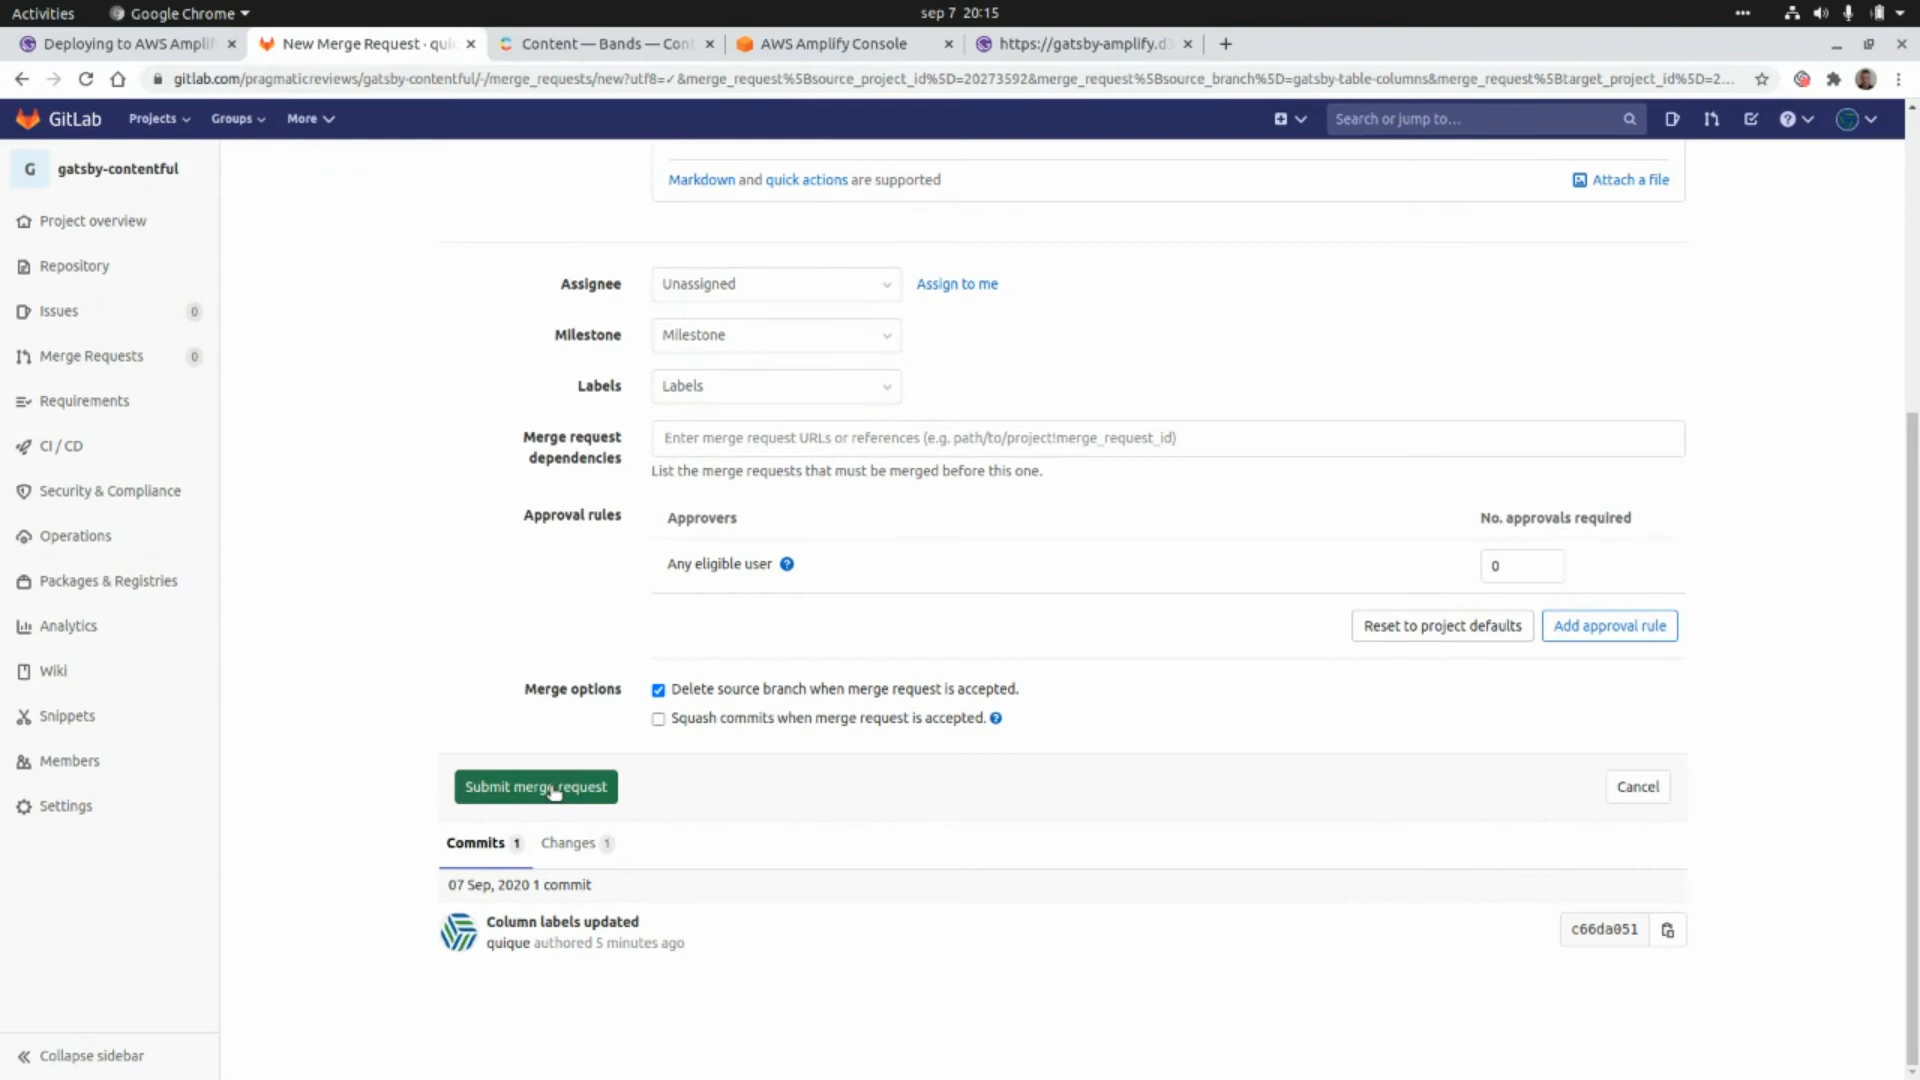 Activities
Google Chrome
sep 7 20:15
Deploying to AWS Amplif
New Merge Request · quic
Content — Bands — Cont
AWS Amplify Console
https://gatsby-amplify.d3
gitlab.com/pragmaticreviews/gatsby-contentful/-/merge_requests/new?utf8=✓&merge_request%5Bsource_project_id%5D=20273592&merge_request%5Bsource_branch%5D=gatsby-table-columns&merge_request%5Btarget_project_id%5D=2...
GitLab
Projects
Groups
More
Search or jump to...
G
gatsby-contentful
Project overview
Repository
Issues 0
Merge Requests 0
Requirements
CI / CD
Security & Compliance
Operations
Packages & Registries
Analytics
Wiki
Snippets
Members
Settings
Collapse sidebar
Markdown and quick actions are supported
Attach a file
Assignee
Unassigned
Assign to me
Milestone
Milestone
Labels
Labels
Merge request
dependencies
Enter merge request URLs or references (e.g. path/to/project!merge_request_id)
List the merge requests that must be merged before this one.
Approval rules
Approvers
No. approvals required
Any eligible user
0
Reset to project defaults
Add approval rule
Merge options
Delete source branch when merge request is accepted.
Squash commits when merge request is accepted.
Submit merge request
Cancel
Commits 1
Changes 1
07 Sep, 2020 1 commit
Column labels updated
quique authored 5 minutes ago
c66da051